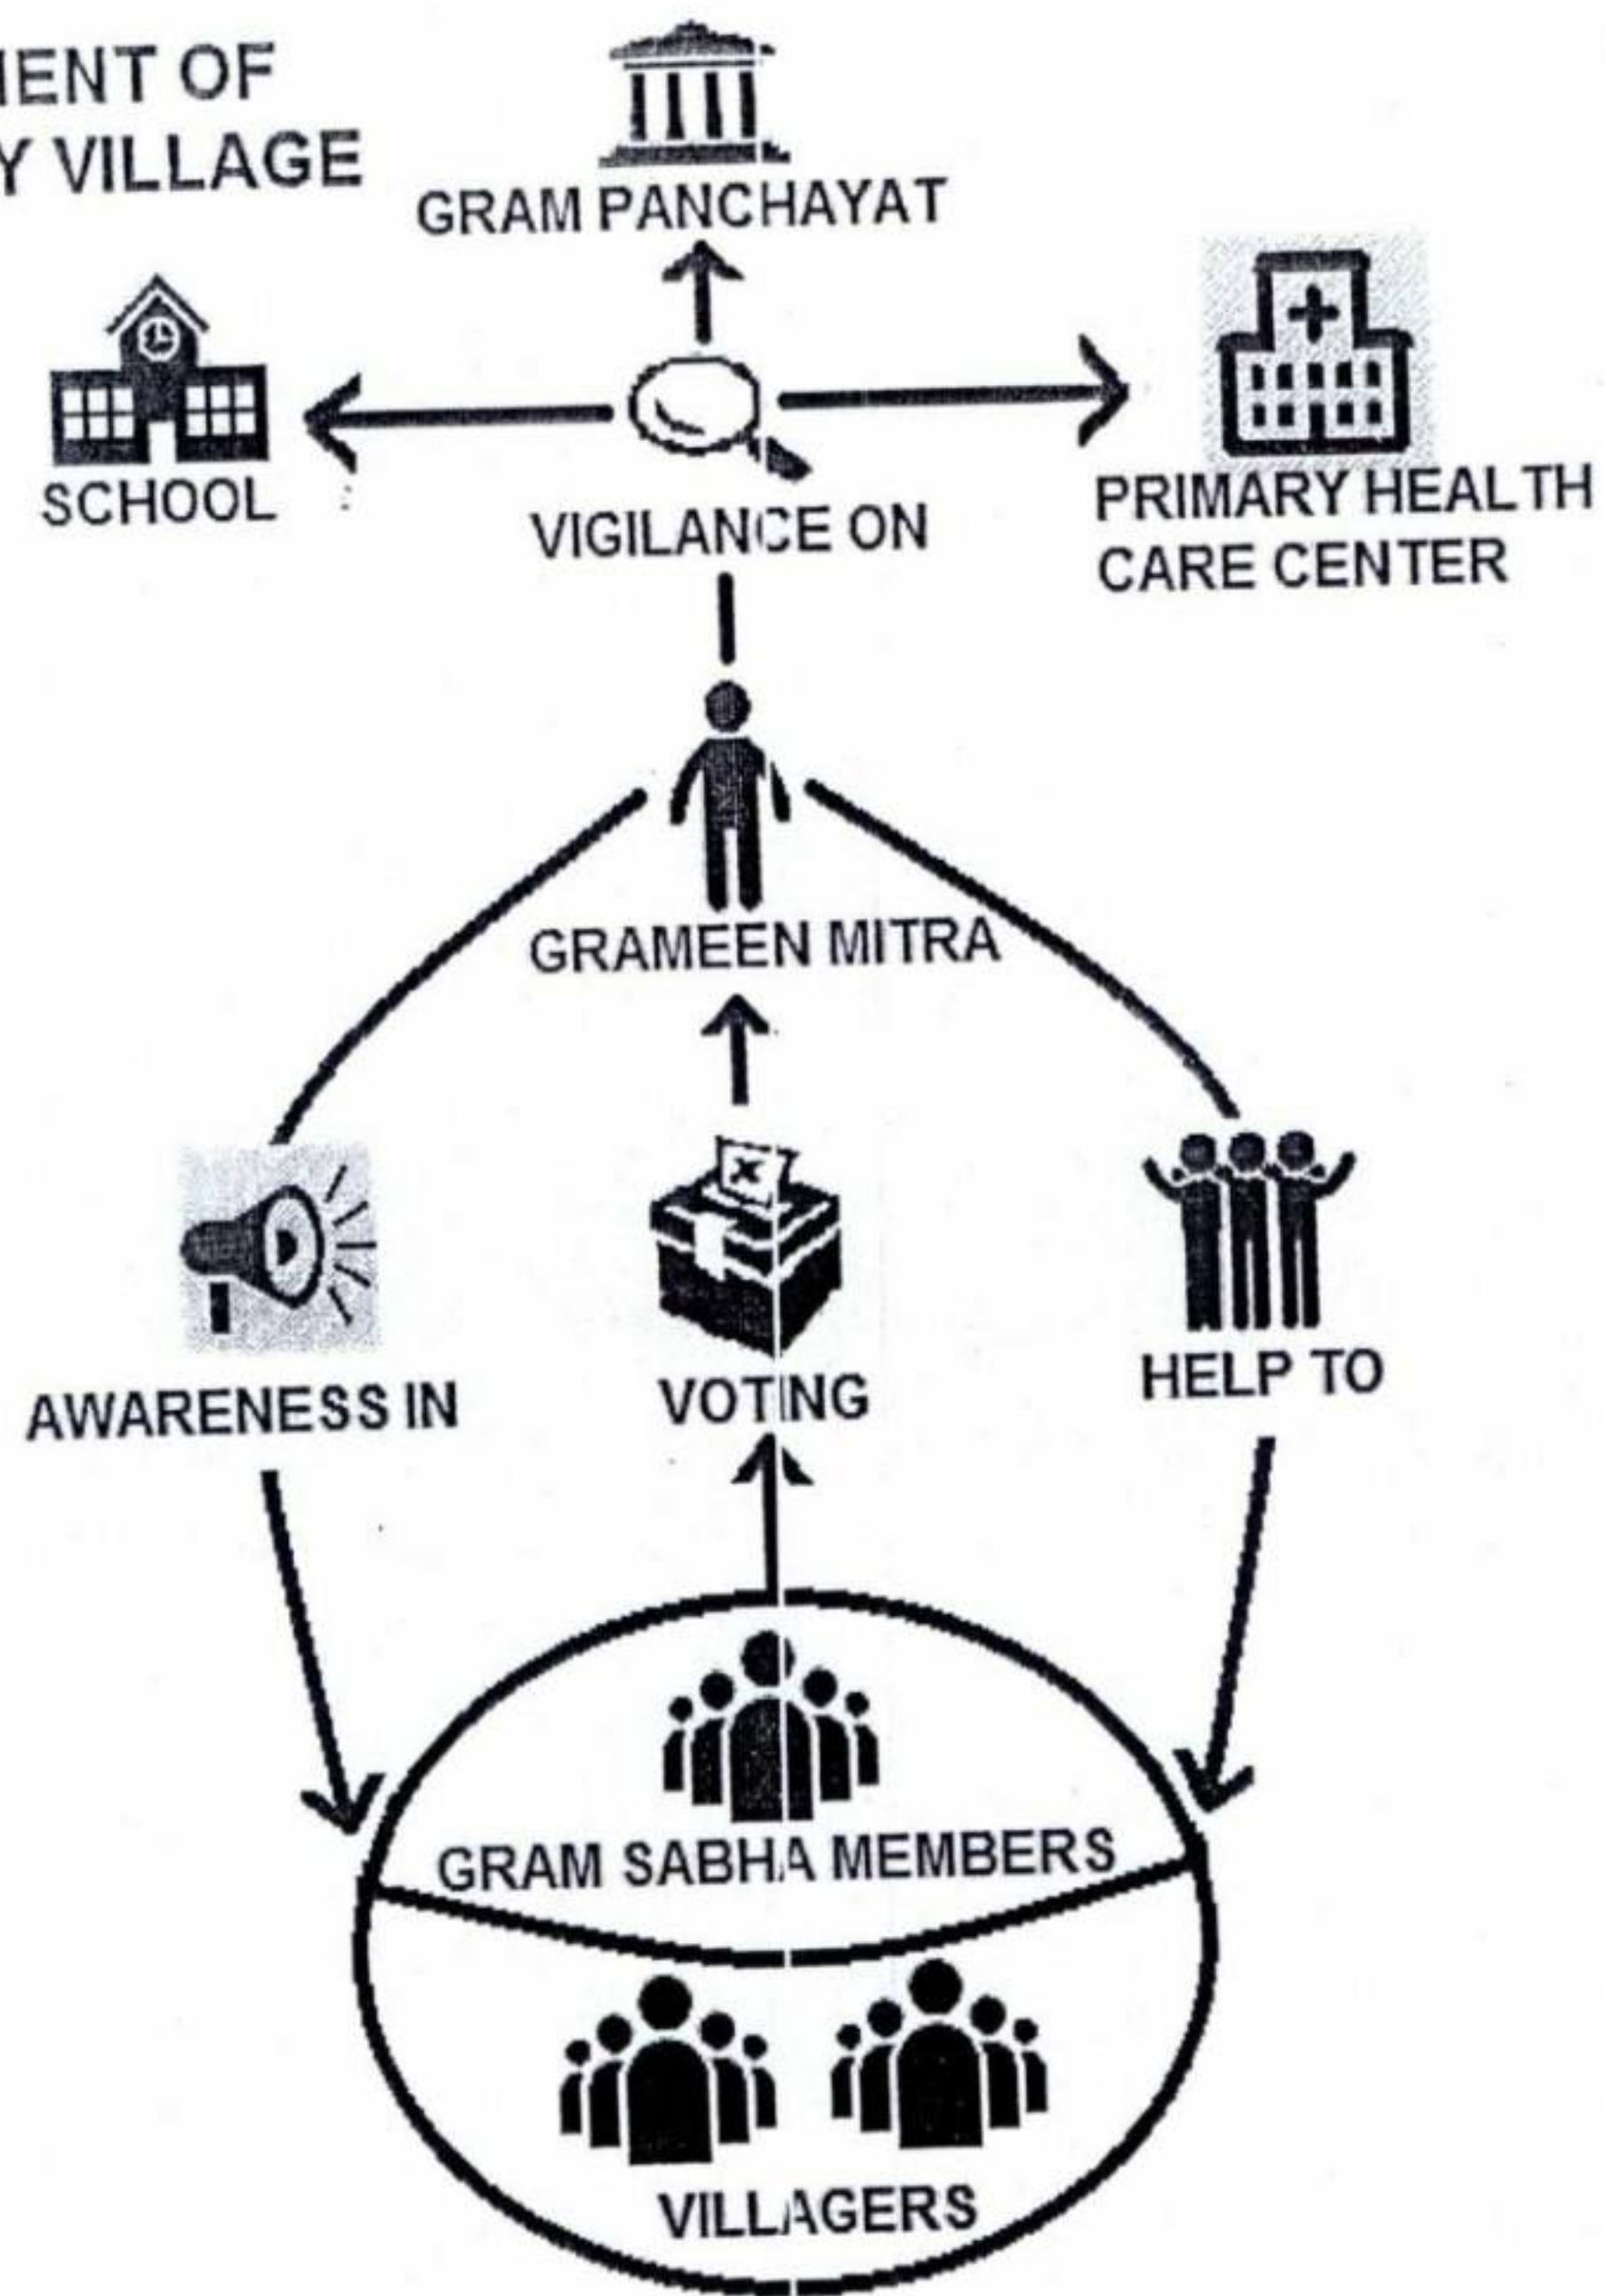 OF
VILLAGE
GRAM PANCHAYAT
SCHOOL
VIGILANCE ON
PRIMARY HEALTH
CARE CENTER
GRAMEEN MITRA
AWARENESS IN
VOTING
HELP TO
GRAM SABHA MEMBERS
VILLAGERS